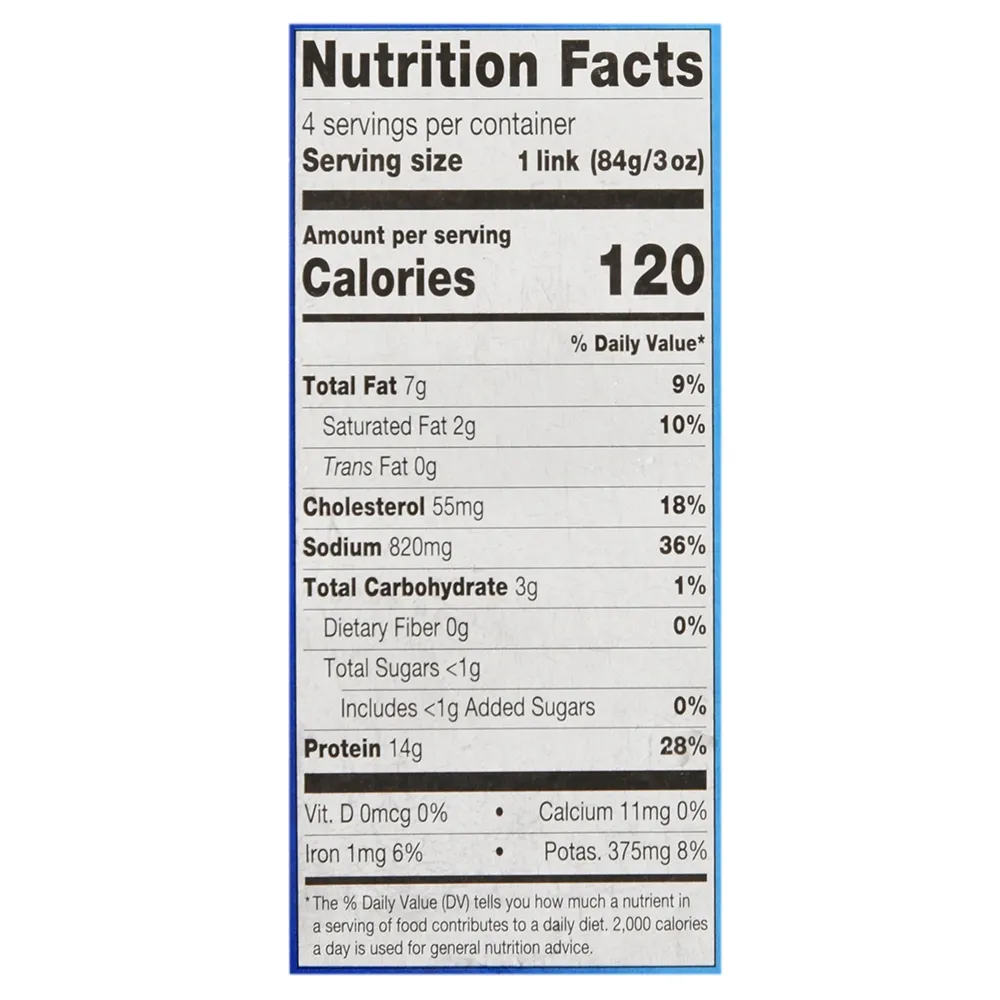 Nutrition Facts
4 servings per container
Serving size 1 link (84g/3 oz)
Amount per serving
Calories 120
% Daily Value*
Total Fat 7g 9%
Saturated Fat 2g 10%
Trans Fat 0g
Cholesterol 55mg 18%
Sodium 820mg 36%
Total Carbohydrate 3g 1%
Dietary Fiber 0g 0%
Total Sugars <1g
Includes <1g Added Sugars 0%
Protein 14g 28%
Vit. D 0mcg 0% • Calcium 11mg 0%
Iron 1mg 6% • Potas. 375mg 8%
*The % Daily Value (DV) tells you how much a nutrient in
a serving of food contributes to a daily diet. 2,000 calories
a day is used for general nutrition advice.